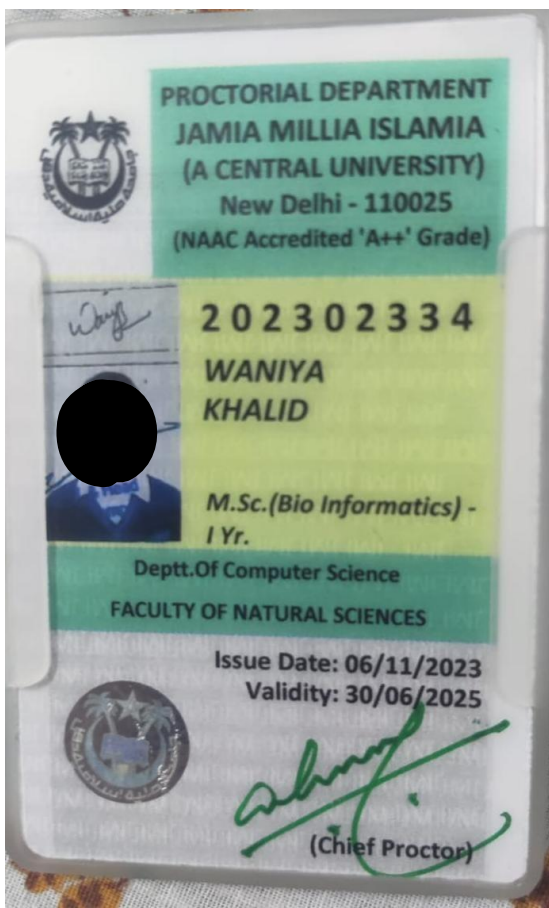 PROCTORIAL DEPARTMENT
JAMIA MILLIA ISLAMIA
(A CENTRAL UNIVERSITY)
New Delhi - 110025
(NAAC Accredited 'A++' Grade)
202302334
WANIYA
KHALID
M.Sc.(Bio Informatics) -
I Yr.
Deptt.Of Computer Science
FACULTY OF NATURAL SCIENCES
Issue Date: 06/11/2023
Validity: 30/06/2025
(Chief Proctor)